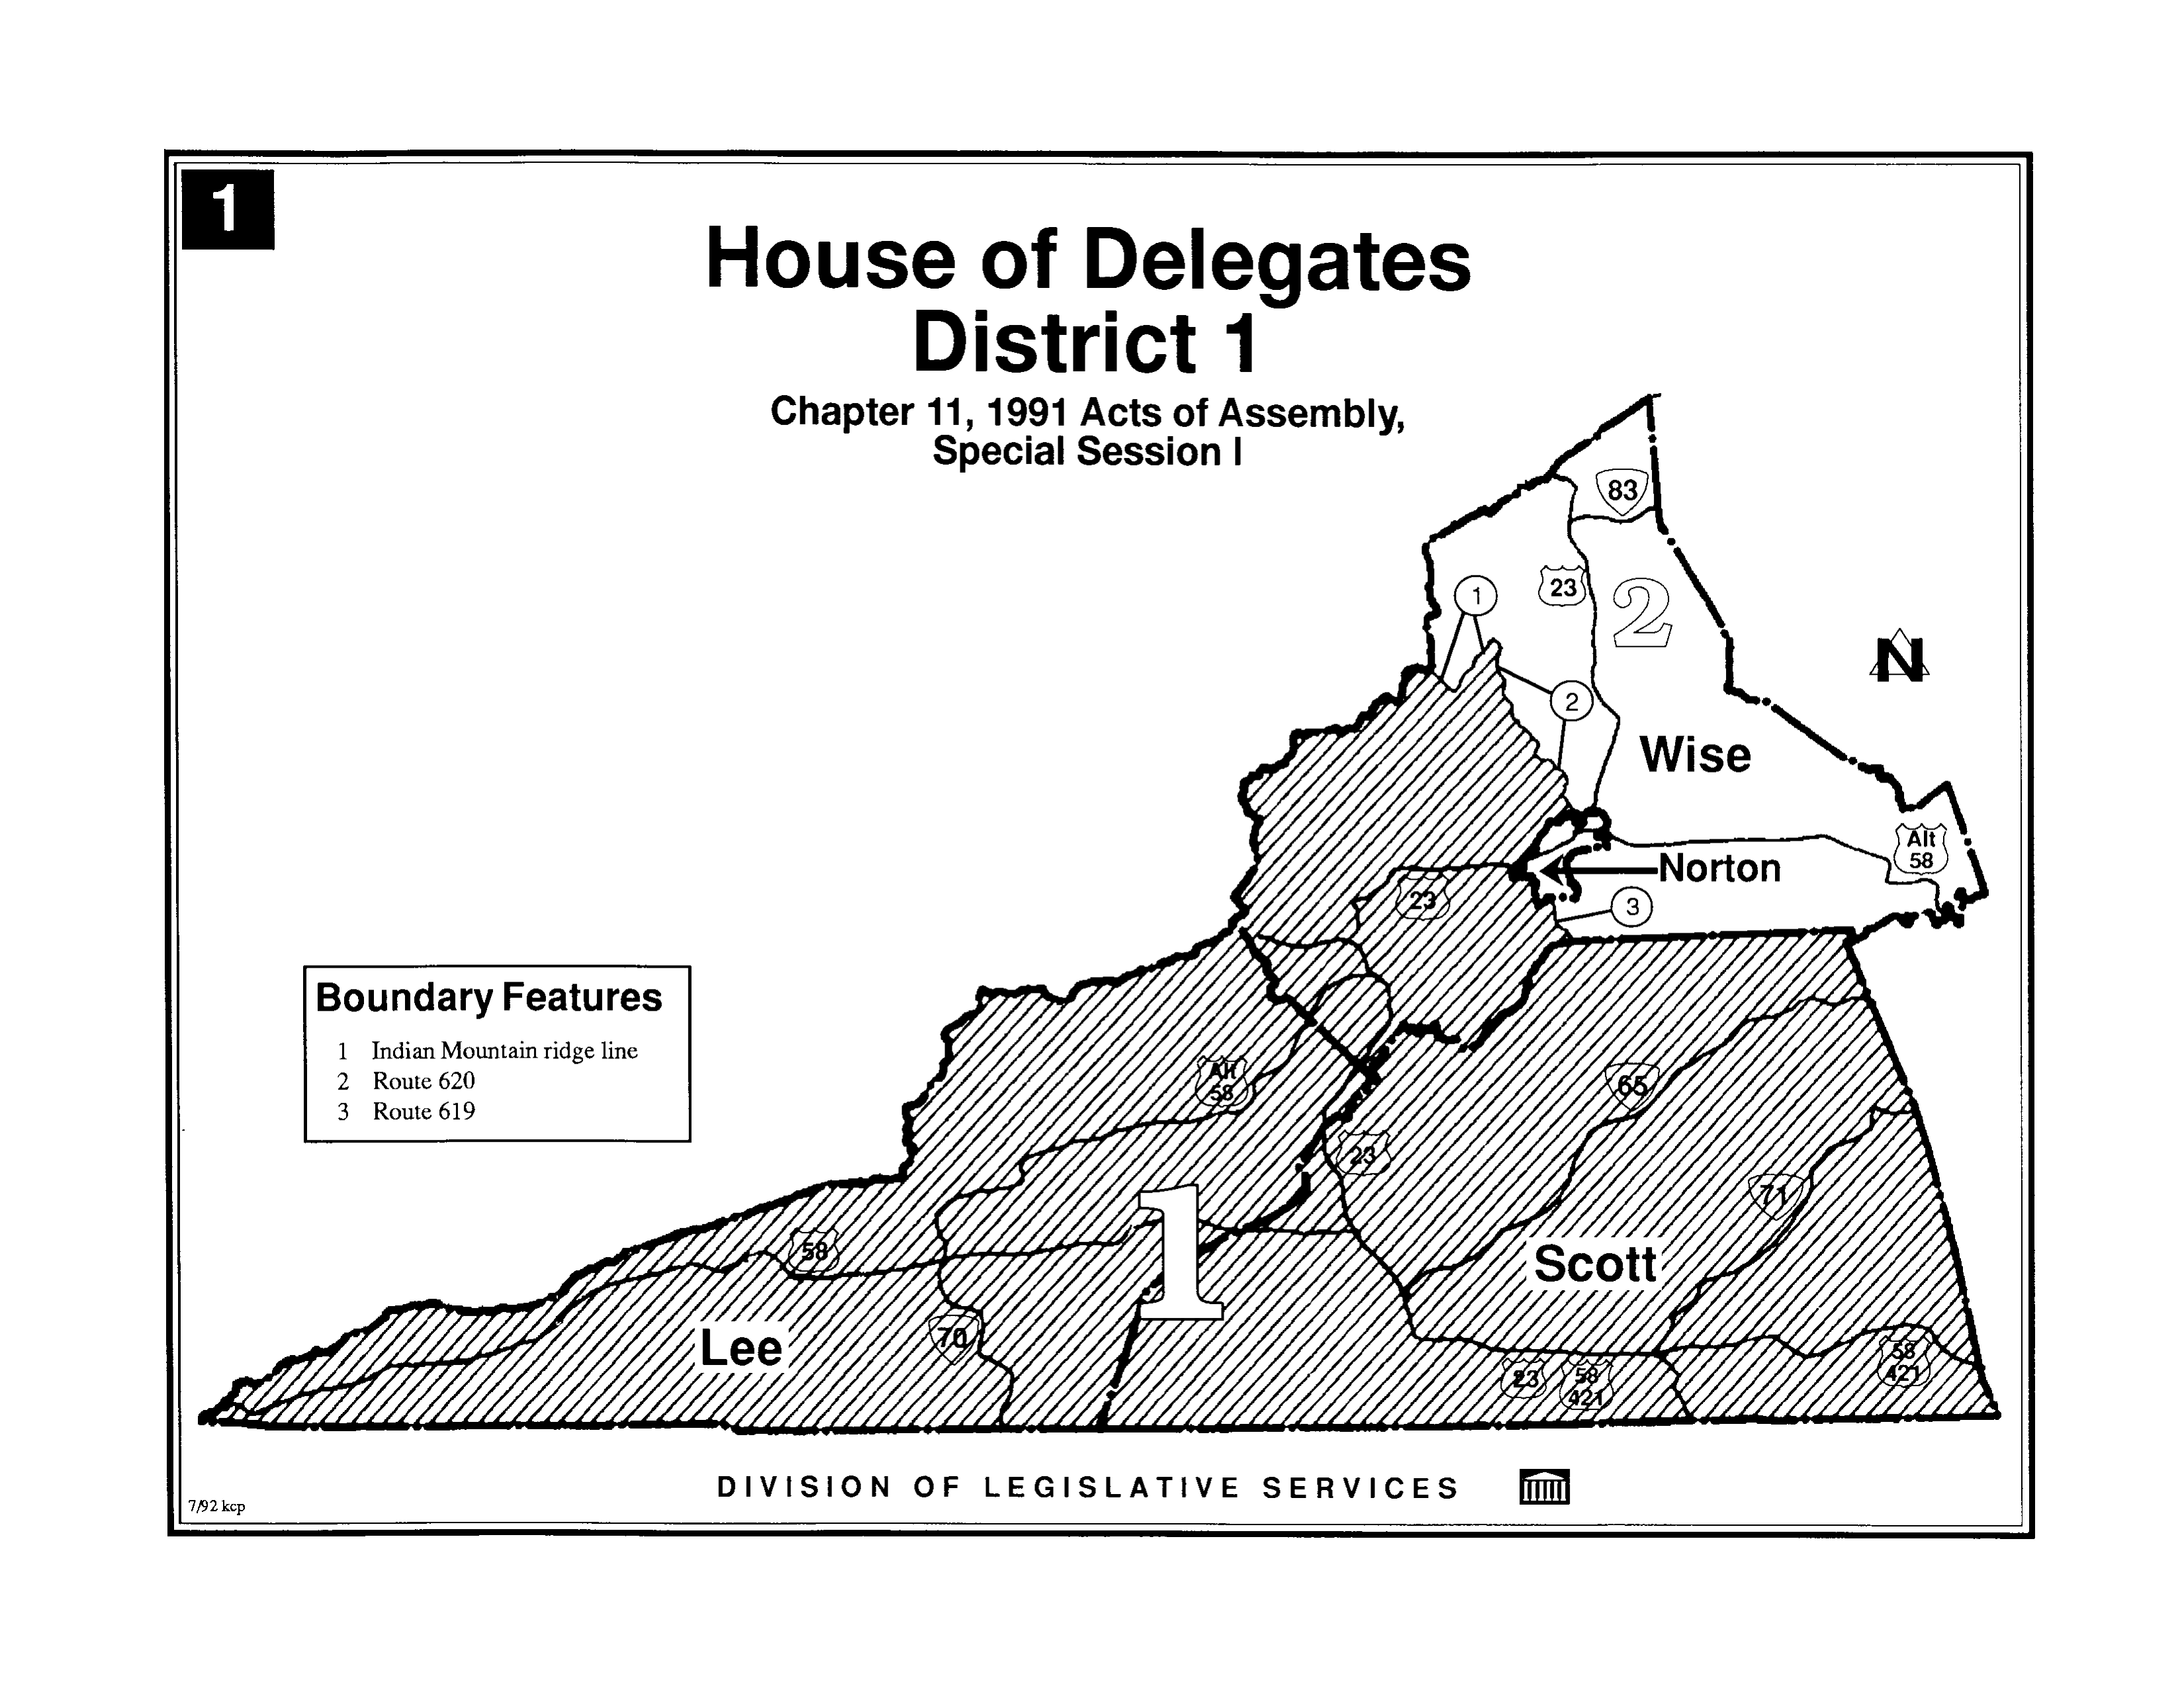 1
House of Delegates
District 1
Chapter 11, 1991 Acts of Assembly,
Special Session I
83
23
2
1
N
2
Wise
Alt
58
Norton
23
3
Boundary Features
1 Indian Mountain ridge line
2 Route 620
3 Route 619
Alt
58
65
23
71
1
58
Scott
Lee
70
58
421
23
58
421
DIVISION OF LEGISLATIVE SERVICES
7/92 kcp